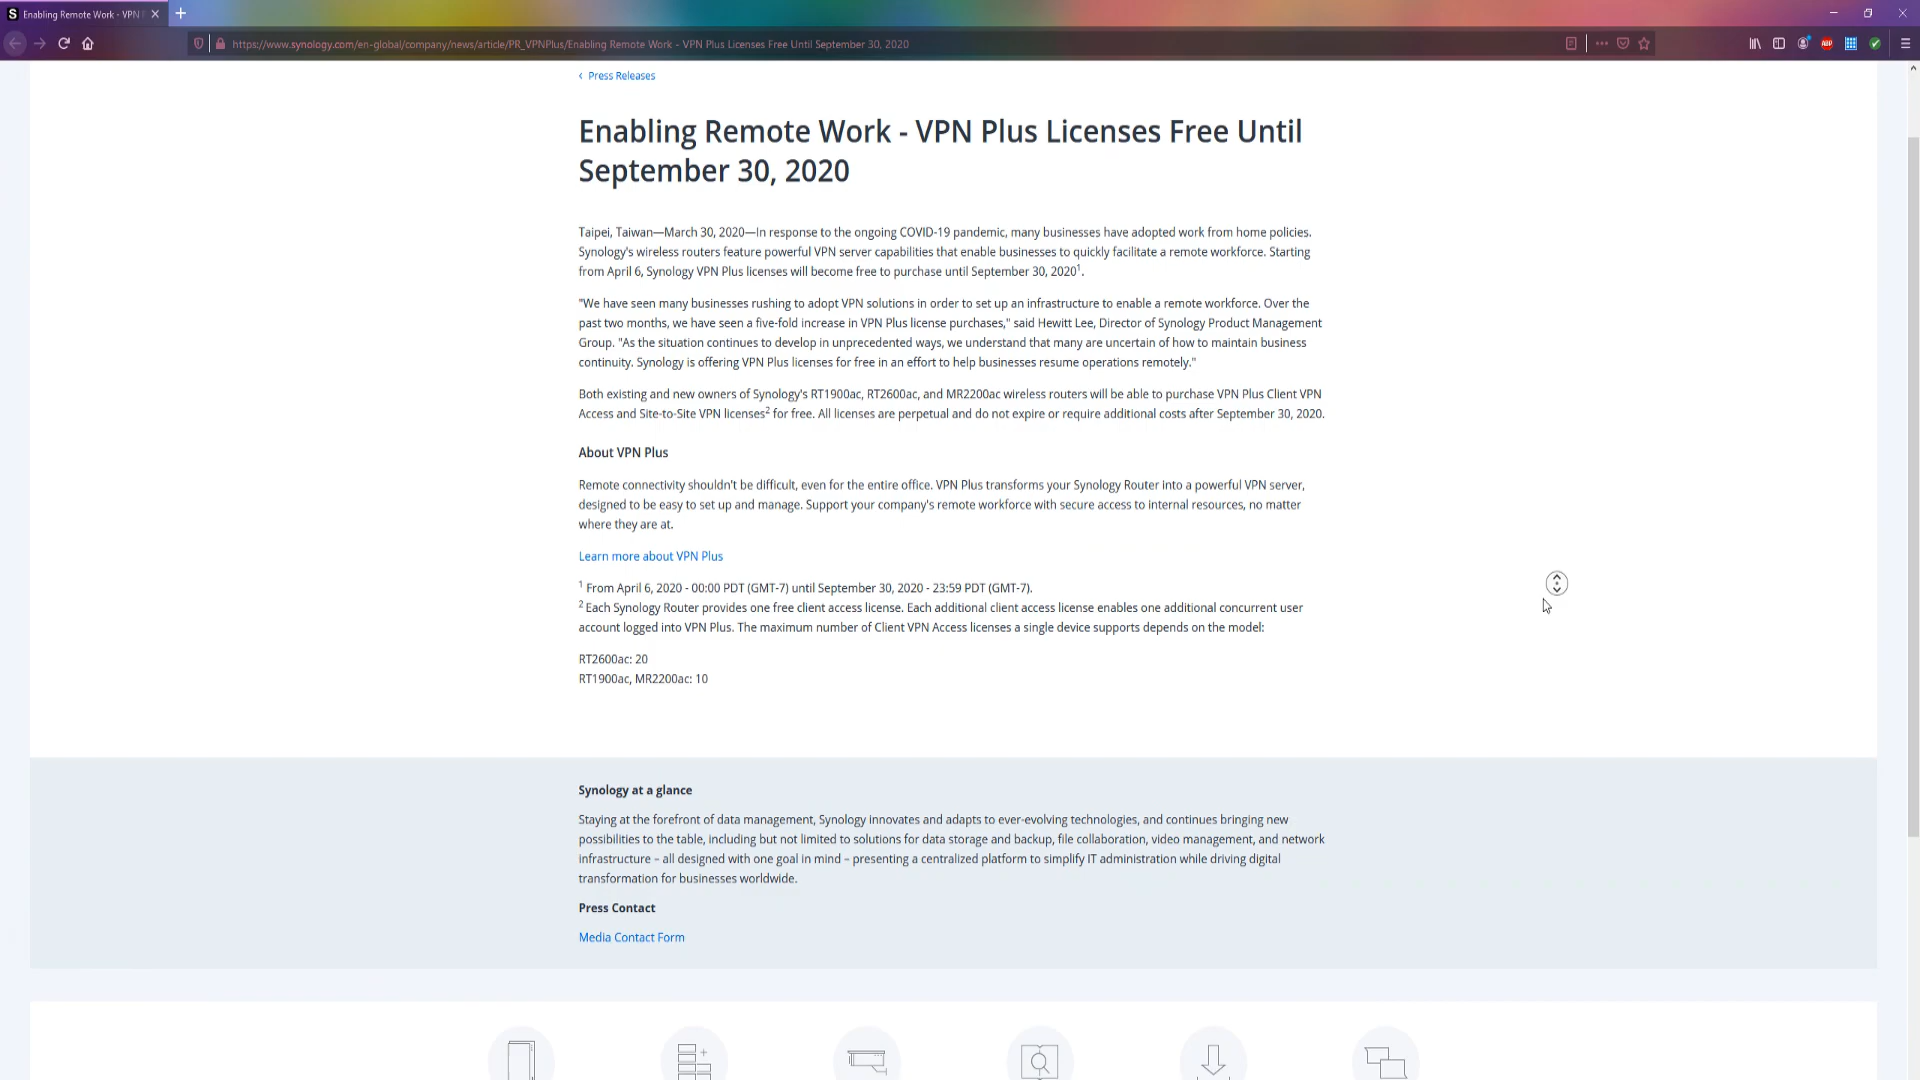 S Enabling Remote Work - VPN
https://www.synology.com/en-global/company/news/article/PR_VPNPlus/Enabling Remote Work - VPN Plus Licenses Free Until September 30, 2020
ABP
‹ Press Releases
Enabling Remote Work - VPN Plus Licenses Free Until
September 30, 2020
Taipei, Taiwan—March 30, 2020—In response to the ongoing COVID-19 pandemic, many businesses have adopted work from home policies.
Synology's wireless routers feature powerful VPN server capabilities that enable businesses to quickly facilitate a remote workforce. Starting
from April 6, Synology VPN Plus licenses will become free to purchase until September 30, 2020¹.
"We have seen many businesses rushing to adopt VPN solutions in order to set up an infrastructure to enable a remote workforce. Over the
past two months, we have seen a five-fold increase in VPN Plus license purchases," said Hewitt Lee, Director of Synology Product Management
Group. "As the situation continues to develop in unprecedented ways, we understand that many are uncertain of how to maintain business
continuity. Synology is offering VPN Plus licenses for free in an effort to help businesses resume operations remotely."
Both existing and new owners of Synology's RT1900ac, RT2600ac, and MR2200ac wireless routers will be able to purchase VPN Plus Client VPN
Access and Site-to-Site VPN licenses² for free. All licenses are perpetual and do not expire or require additional costs after September 30, 2020.
About VPN Plus
Remote connectivity shouldn't be difficult, even for the entire office. VPN Plus transforms your Synology Router into a powerful VPN server,
designed to be easy to set up and manage. Support your company's remote workforce with secure access to internal resources, no matter
where they are at.
Learn more about VPN Plus
¹ From April 6, 2020 - 00:00 PDT (GMT-7) until September 30, 2020 - 23:59 PDT (GMT-7).
² Each Synology Router provides one free client access license. Each additional client access license enables one additional concurrent user
account logged into VPN Plus. The maximum number of Client VPN Access licenses a single device supports depends on the model:
RT2600ac: 20
RT1900ac, MR2200ac: 10
Synology at a glance
Staying at the forefront of data management, Synology innovates and adapts to ever-evolving technologies, and continues bringing new
possibilities to the table, including but not limited to solutions for data storage and backup, file collaboration, video management, and network
infrastructure – all designed with one goal in mind – presenting a centralized platform to simplify IT administration while driving digital
transformation for businesses worldwide.
Press Contact
Media Contact Form